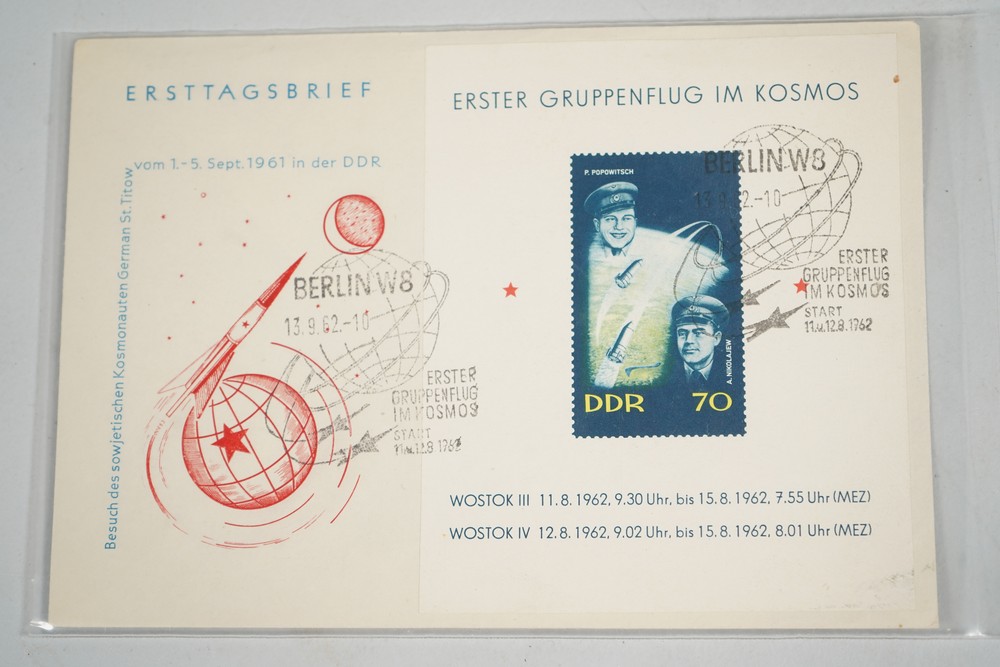 ERSTTAGSBRIEF
vom 1.-5. Sept. 1961 in der DDR
Besuch des sowjetischen Kosmonauten German St. Titow
BERLIN W8
13.9.62.-10
ERSTER
GRUPPENFLUG
IM KOSMOS
START
11.u.12.8.1962
ERSTER GRUPPENFLUG IM KOSMOS
P. POPOWITSCH
A. NIKOLAJEW
DDR 70
BERLIN W8
13.9.62.-10
ERSTER
GRUPPENFLUG
IM KOSMOS
START
11.u.12.8.1962
WOSTOK III 11.8.1962, 9.30 Uhr, bis 15.8.1962, 7.55 Uhr (MEZ)
WOSTOK IV 12.8.1962, 9.02 Uhr, bis 15.8.1962, 8.01 Uhr (MEZ)